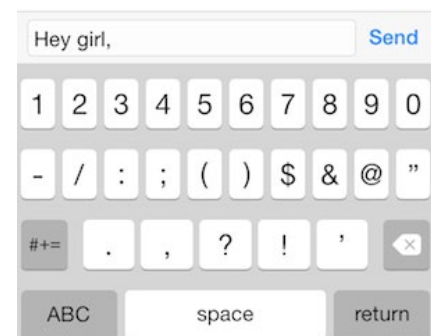 Hey girl, Send
1 2 3 4 5 6 7 8 9 0
- / : ; ( ) $ & @ ”
#+= . , ? ! ’
ABC space return